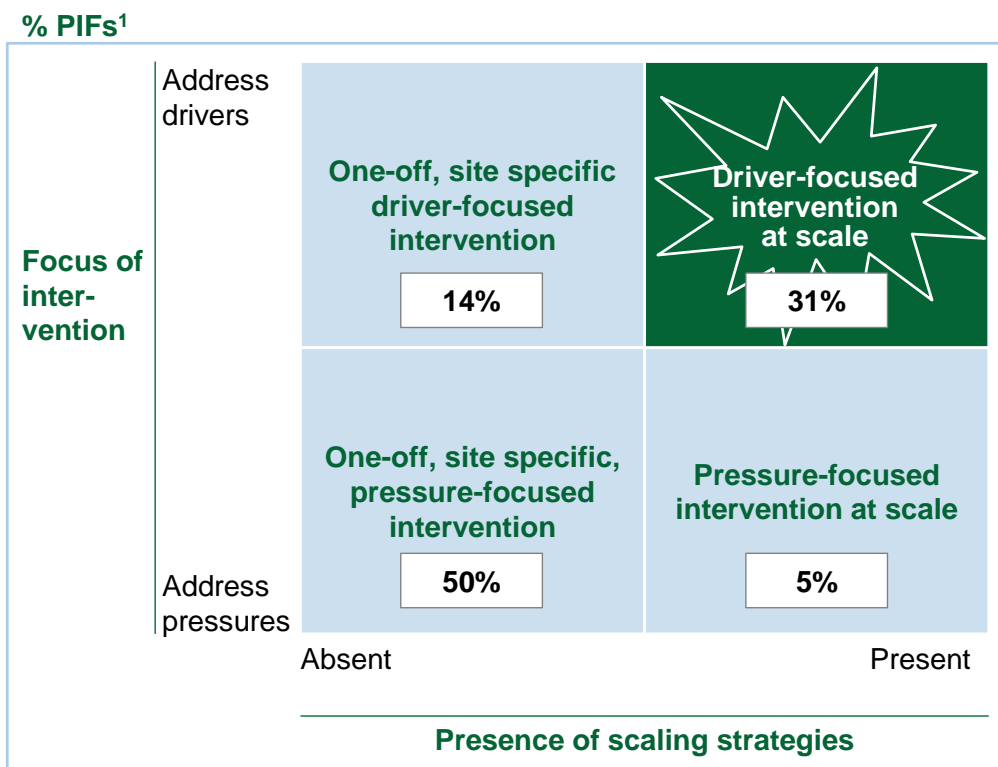 % PIFs¹
Address
drivers
One-off, site specific
driver-focused
intervention
14%
Driver-focused
intervention
at scale
31%
Focus of
inter-
vention
One-off, site specific,
pressure-focused
intervention
50%
Pressure-focused
intervention at scale
5%
Address
pressures
Absent
Present
Presence of scaling strategies